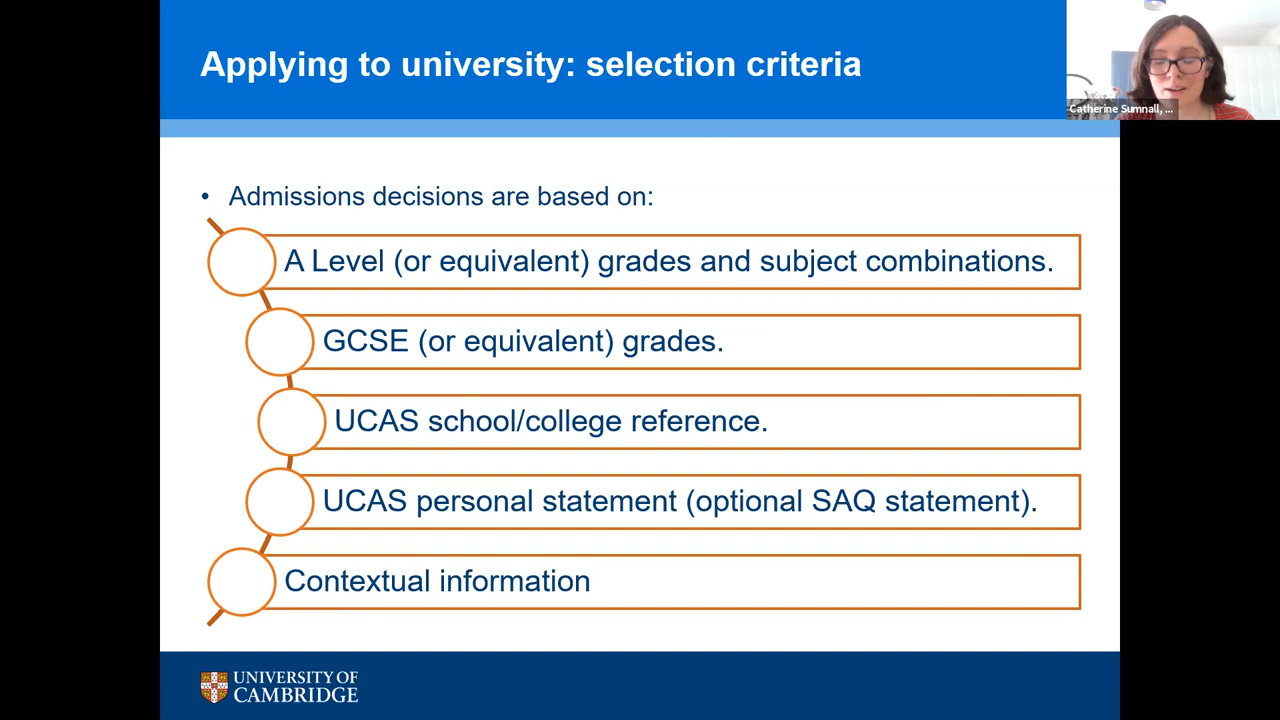 Applying to university: selection criteria
Catherine Sumnall, ...
• Admissions decisions are based on:
A Level (or equivalent) grades and subject combinations.
GCSE (or equivalent) grades.
UCAS school/college reference.
UCAS personal statement (optional SAQ statement).
Contextual information
UNIVERSITY OF
CAMBRIDGE